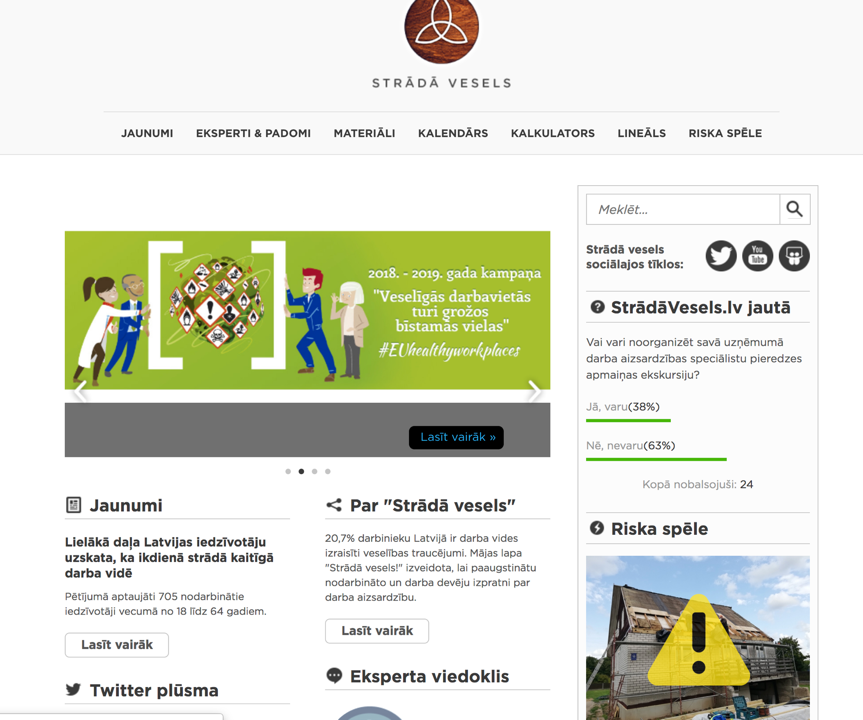 STRĀDĀ VESELS
JAUNUMI EKSPERTI & PADOMI MATERIĀLI KALENDĀRS KALKULATORS LINEĀLS RISKA SPĒLE
2018. - 2019. gada kampaņa
"Veselīgās darbavietās
turi grožos
bīstamās vielas"
#EUhealthyworkplaces
Lasīt vairāk »
Jaunumi
Lielākā daļa Latvijas iedzīvotāju
uzskata, ka ikdienā strādā kaitīgā
darba vidē
Pētījumā aptaujāti 705 nodarbinātie
iedzīvotāji vecumā no 18 līdz 64 gadiem.
Lasīt vairāk
Twitter plūsma
Par "Strādā vesels"
20,7% darbinieku Latvijā ir darba vides
izraisīti veselības traucējumi. Mājas lapa
"Strādā vesels!" izveidota, lai paaugstinātu
nodarbināto un darba devēju izpratni par
darba aizsardzību.
Lasīt vairāk
Eksperta viedoklis
Meklēt...
Strādā vesels
sociālajos tīklos:
You
Tube
StrādāVesels.lv jautā
Vai vari noorganizēt savā uzņēmumā
darba aizsardzības speciālistu pieredzes
apmaiņas ekskursiju?
Jā, varu(38%)
Nē, nevaru(63%)
Kopā nobalsojuši: 24
Riska spēle